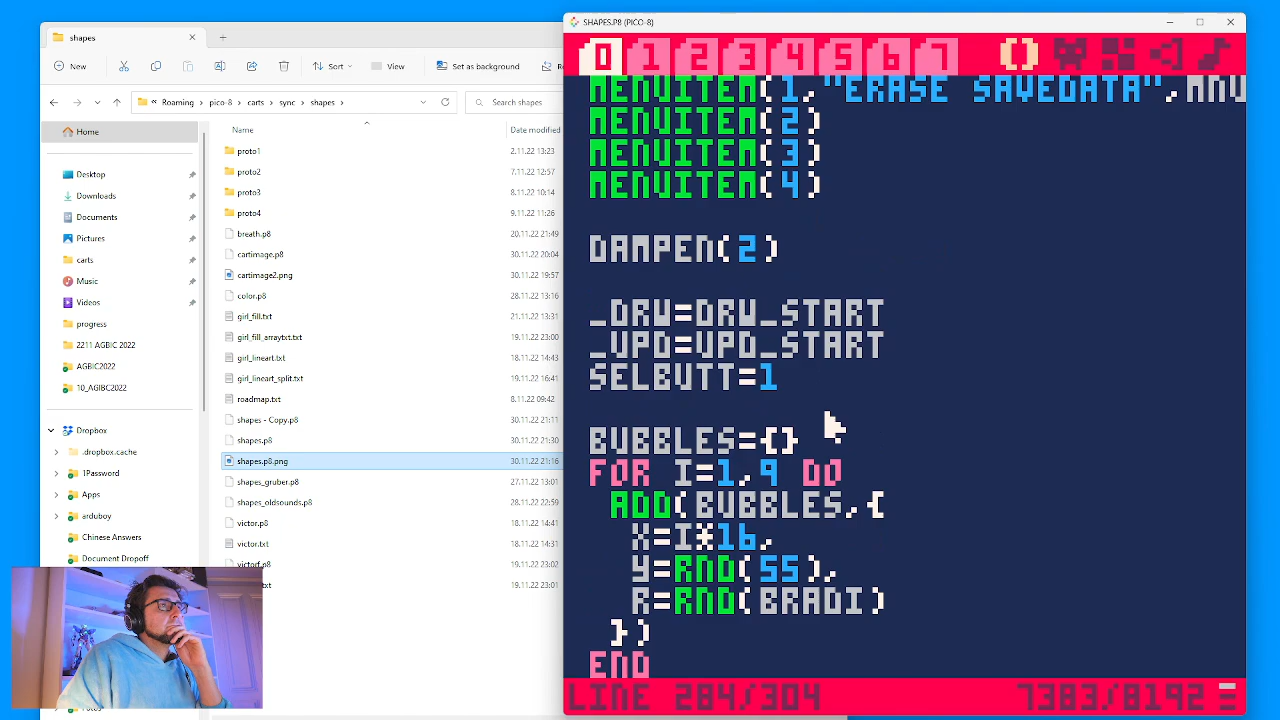 shapes
New
Sort
View
Set as background
Roaming
pico-8
carts
sync
shapes
Search shapes
Home
Desktop
Downloads
Documents
Pictures
carts
Music
Videos
progress
2211 AGBIC 2022
AGBIC2022
10_AGBIC2022
Dropbox
.dropbox.cache
1Password
Apps
arduboy
Chinese Answers
Document Dropoff
Name
Date modified
proto1 2.11.22 13:23
proto2 7.11.22 12:57
proto3 8.11.22 10:14
proto4 9.11.22 11:26
breath.p8 20.11.22 21:49
cartimage.p8 30.11.22 20:04
cartimage2.png 30.11.22 19:57
color.p8 28.11.22 13:16
girl_fill.txt 21.11.22 13:31
girl_fill_arraytxt.txt 19.11.22 23:00
girl_lineart.txt 18.11.22 14:43
girl_lineart_split.txt 19.11.22 16:41
roadmap.txt 8.11.22 09:42
shapes - Copy.p8 30.11.22 21:11
shapes.p8 30.11.22 21:30
shapes.p8.png 30.11.22 21:16
shapes_gruber.p8 27.11.22 13:01
shapes_oldsounds.p8 28.11.22 22:59
victor.p8 18.11.22 14:41
victor.txt 18.11.22 14:31
19.11.22 23:02
19.11.22 23:01
SHAPES.P8 (PICO-8)
0 1 2 3 4 5 6 7
MENUITEM(1,"ERASE SAVEDATA",MNU
MENUITEM(2)
MENUITEM(3)
MENUITEM(4)
DAMPEN(2)
_DRW=DRW_START
_UPD=UPD_START
SELBUTT=1
BUBBLES={}
FOR I=1,9 DO
ADD(BUBBLES,{
X=I*16,
Y=RND(55),
R=RND(BRADI)
})
END
LINE 284/304
7383/8192